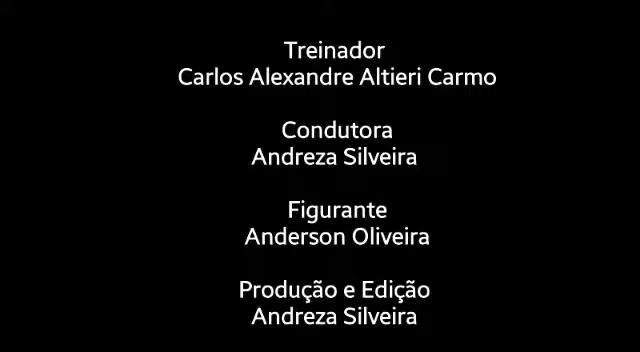 Treinador
Carlos Alexandre Altieri Carmo
Condutora
Andreza Silveira
Figurante
Anderson Oliveira
Produção e Edição
Andreza Silveira